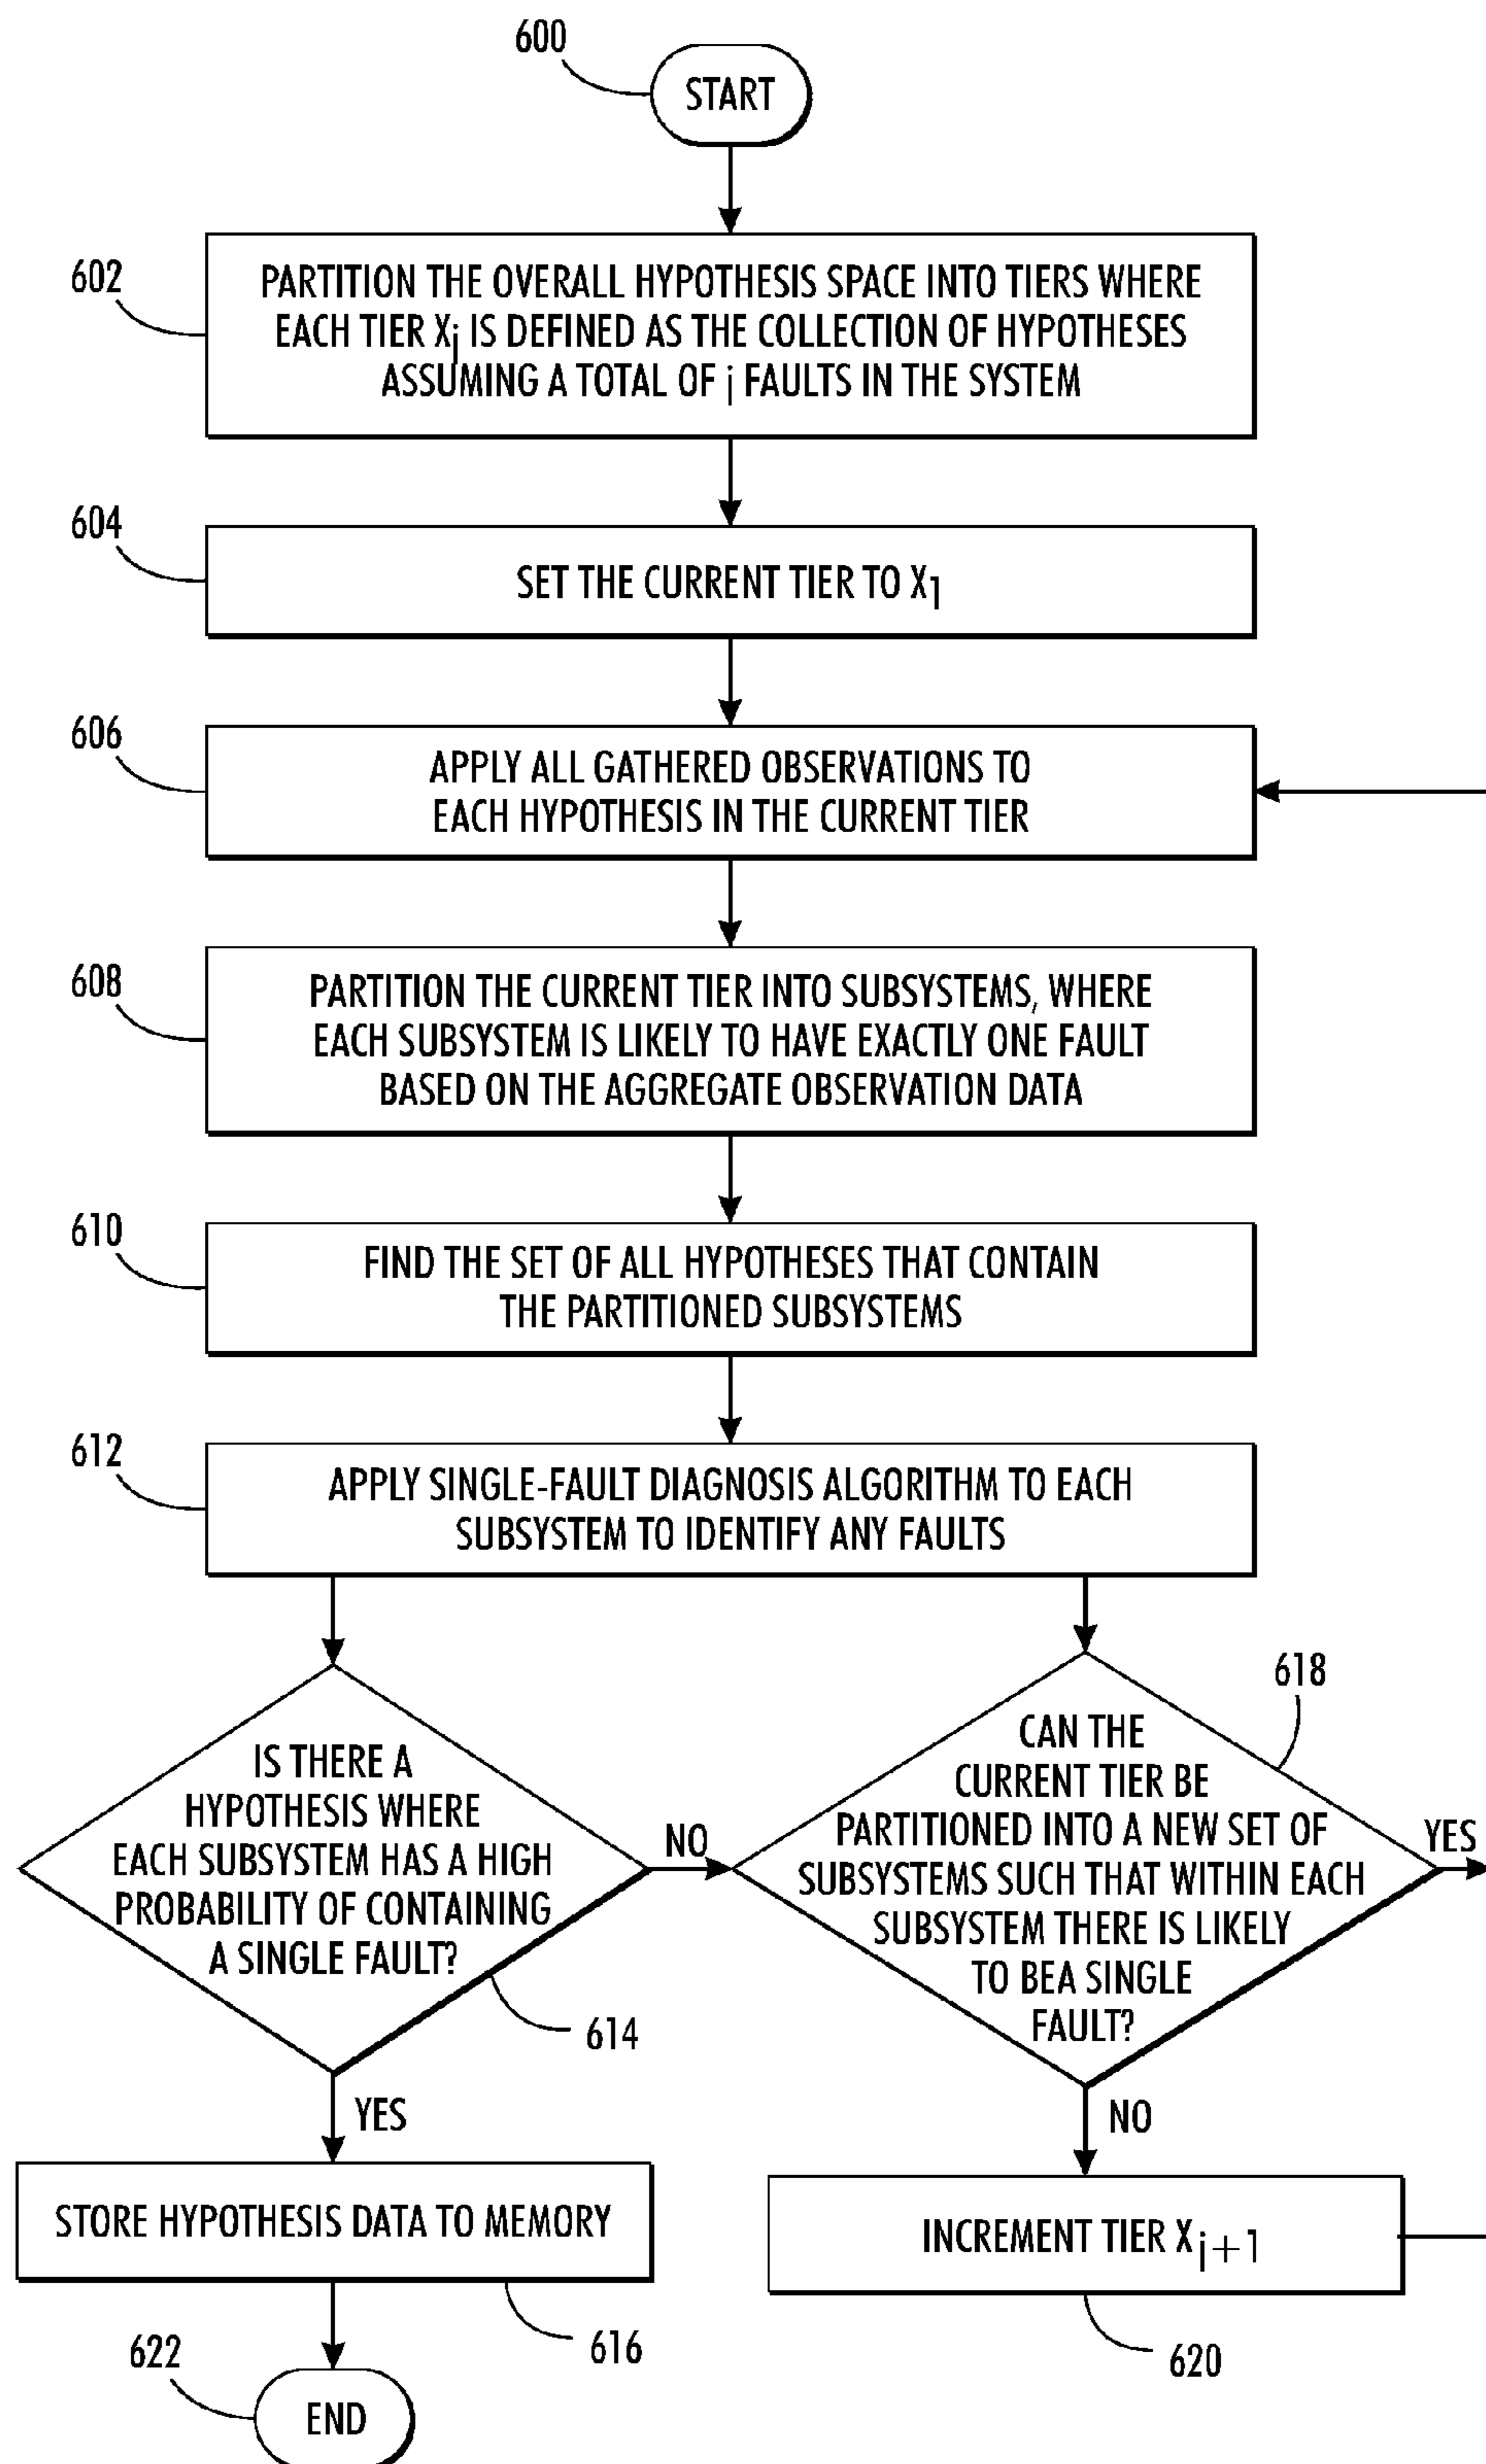 600
START
602
PARTITION THE OVERALL HYPOTHESIS SPACE INTO TIERS WHERE
EACH TIER Xj IS DEFINED AS THE COLLECTION OF HYPOTHESES
ASSUMING A TOTAL OF j FAULTS IN THE SYSTEM
604
SET THE CURRENT TIER TO X1
606
APPLY ALL GATHERED OBSERVATIONS TO
EACH HYPOTHESIS IN THE CURRENT TIER
608
PARTITION THE CURRENT TIER INTO SUBSYSTEMS, WHERE
EACH SUBSYSTEM IS LIKELY TO HAVE EXACTLY ONE FAULT
BASED ON THE AGGREGATE OBSERVATION DATA
610
FIND THE SET OF ALL HYPOTHESES THAT CONTAIN
THE PARTITIONED SUBSYSTEMS
612
APPLY SINGLE-FAULT DIAGNOSIS ALGORITHM TO EACH
SUBSYSTEM TO IDENTIFY ANY FAULTS
IS THERE A
HYPOTHESIS WHERE
EACH SUBSYSTEM HAS A HIGH
PROBABILITY OF CONTAINING
A SINGLE FAULT?
614
NO
618
CAN THE
CURRENT TIER BE
PARTITIONED INTO A NEW SET OF
SUBSYSTEMS SUCH THAT WITHIN EACH
SUBSYSTEM THERE IS LIKELY
TO BEA SINGLE
FAULT?
YES
YES
NO
STORE HYPOTHESIS DATA TO MEMORY
616
INCREMENT TIER Xj+1
620
622
END